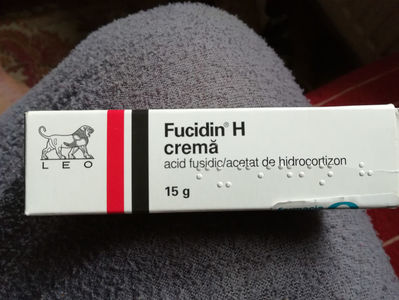 LEO
Fucidin® H
cremă
acid fusidic/acetat de hidrocortizon
15 g